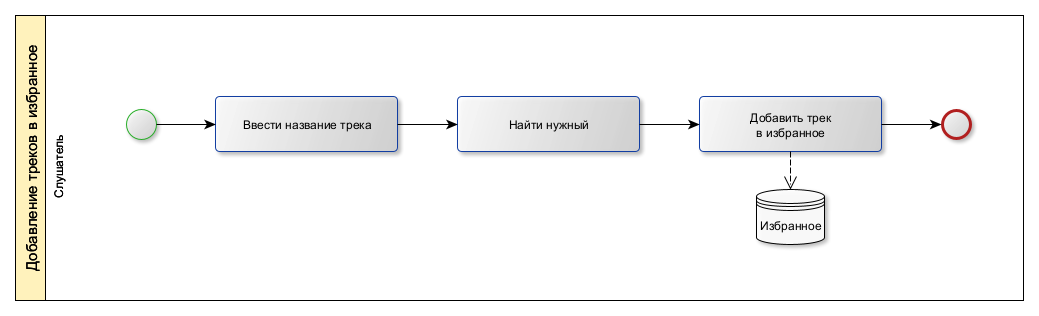 Добавление треков в избранное
Слушатель
Ввести название трека
Найти нужный
Добавить трек
в избранное
Избранное